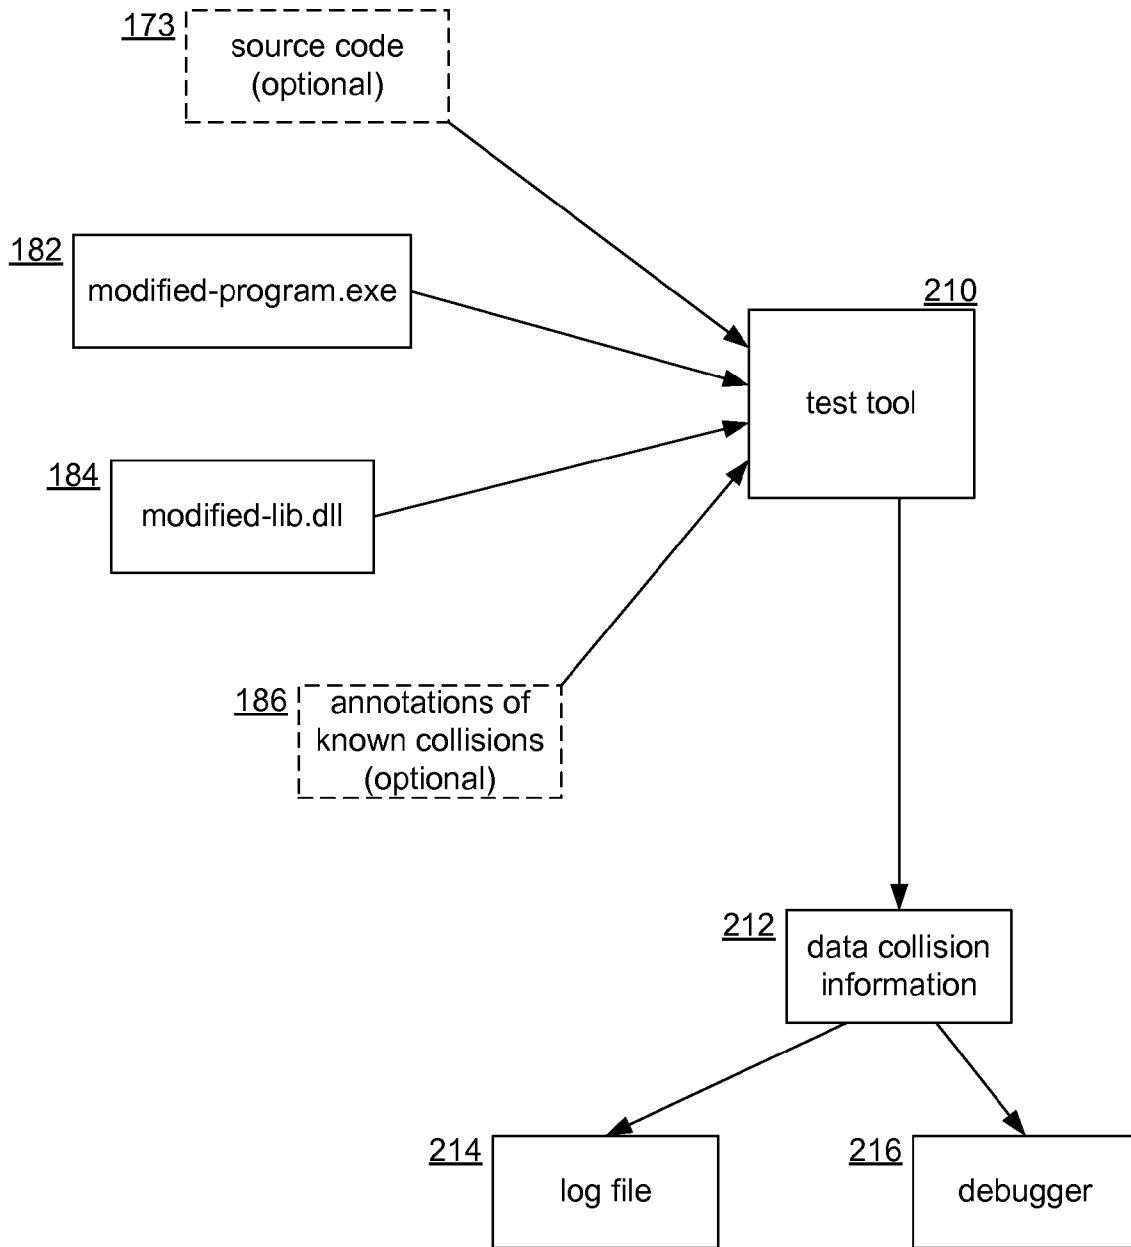 173
source code
(optional)
182
modified-program.exe
210
test tool
184
modified-lib.dll
186
annotations of
known collisions
(optional)
212
data collision
information
214
log file
216
debugger